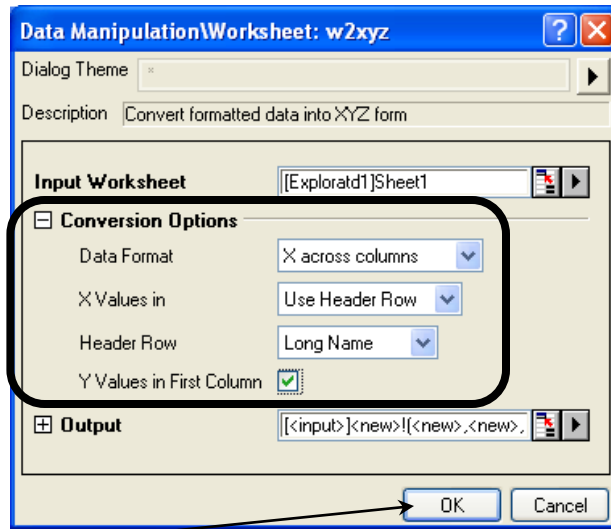 Data Manipulation\Worksheet: w2xyz
Dialog Theme *
Description Convert formatted data into XYZ form
Input Worksheet [Exploratd1]Sheet1
Conversion Options
Data Format X across columns
X Values in Use Header Row
Header Row Long Name
Y Values in First Column
Output [<input>]<new>!(<new>,<new>,
OK Cancel